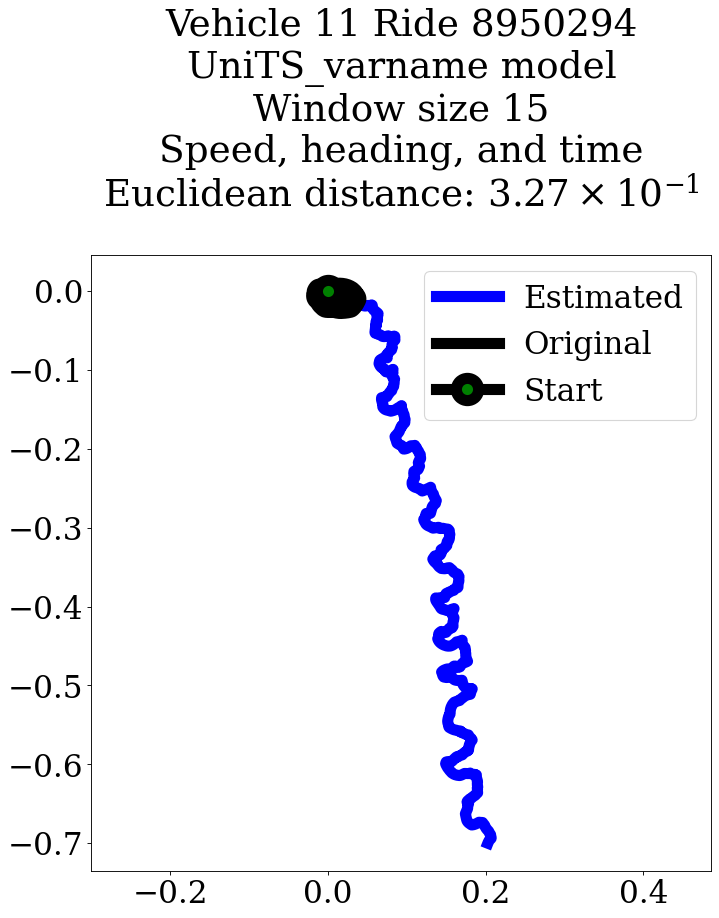 Vehicle 11 Ride 8950294
UniTS_varname model
Window size 15
Speed, heading, and time
Euclidean distance: 3.27 × 10⁻¹
Estimated
Original
Start
0.0
−0.1
−0.2
−0.3
−0.4
−0.5
−0.6
−0.7
−0.2 0.0 0.2 0.4